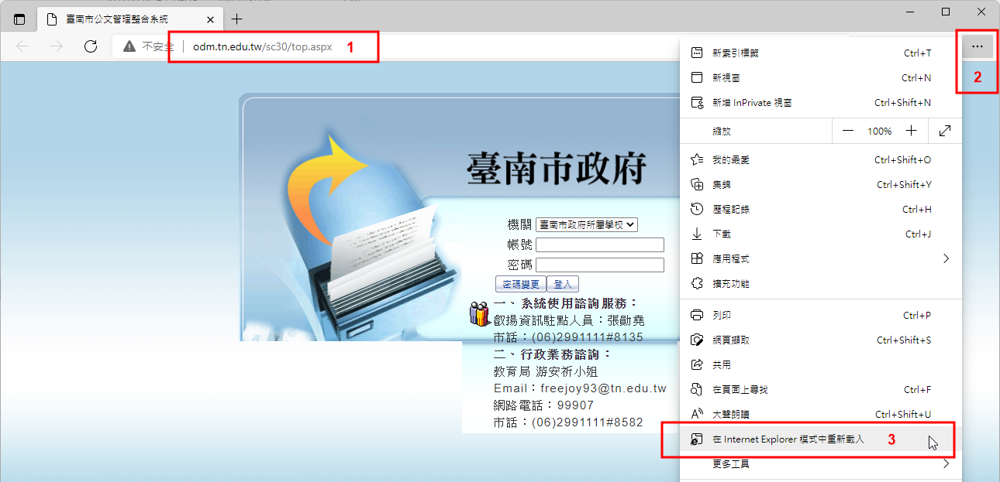 臺南市公文管理整合系統
不安全 odm.tn.edu.tw/sc30/top.aspx 1
2
臺南市政府
機關 臺南市政府所屬學校
帳號
密碼
密碼變更 登入
一、系統使用諮詢服務：
叡揚資訊駐點人員：張勛堯
市話：(06)2991111#8135
二、行政業務諮詢：
教育局 游安祈小姐
Email：freejoy93@tn.edu.tw
網路電話：99907
市話：(06)2991111#8582
新索引標籤 Ctrl+T
新視窗 Ctrl+N
新增 InPrivate 視窗 Ctrl+Shift+N
縮放 100%
我的最愛 Ctrl+Shift+O
集錦 Ctrl+Shift+Y
歷程記錄 Ctrl+H
下載 Ctrl+J
應用程式
擴充功能
列印 Ctrl+P
網頁擷取 Ctrl+Shift+S
共用
在頁面上尋找 Ctrl+F
大聲朗讀 Ctrl+Shift+U
在 Internet Explorer 模式中重新載入 3
更多工具